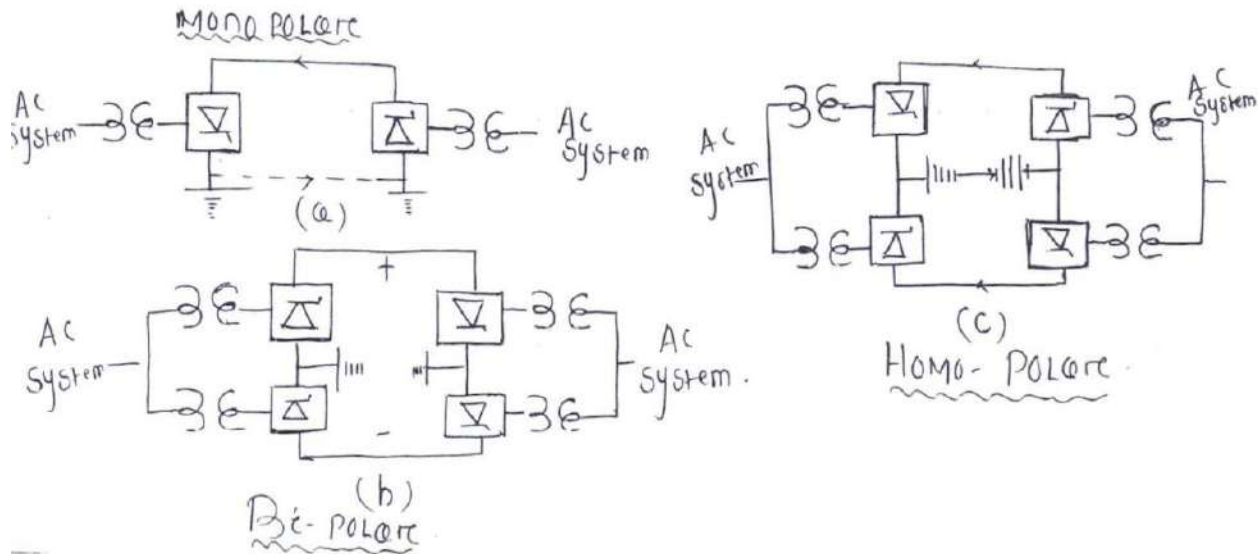 Mono Polare
AC
System
AC
System
(a)
AC
System
AC
System
(c)
Homo- Polare.
AC
System
+
-
AC
System.
(b)
Bi- Polare